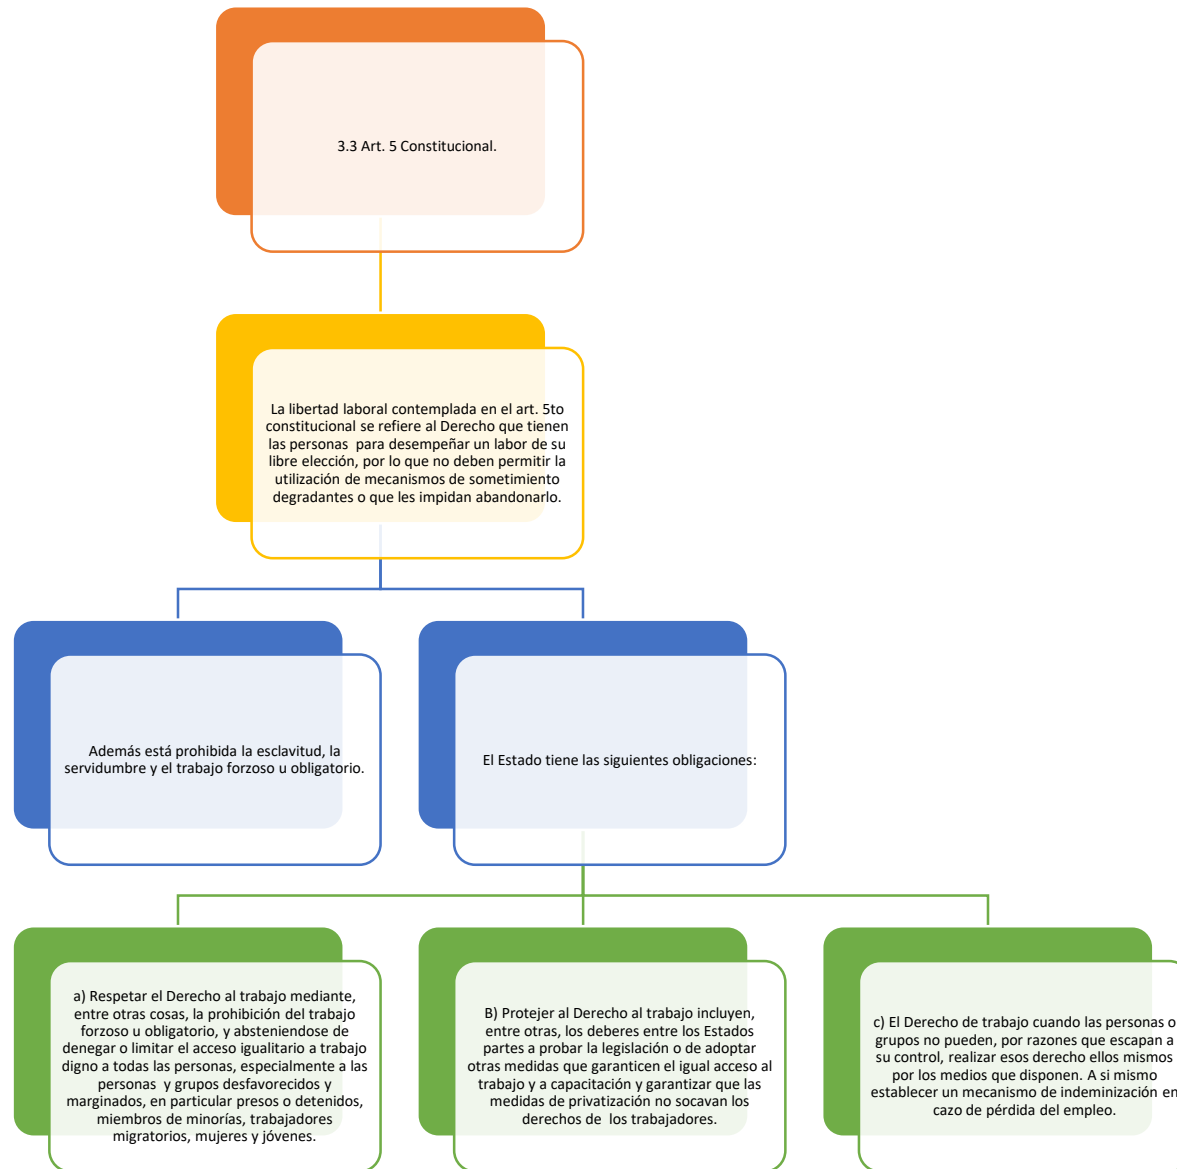 3.3 Art. 5 Constitucional.
La libertad laboral contemplada en el art. 5to
constitucional se refiere al Derecho que tienen
las personas para desempeñar un labor de su
libre elección, por lo que no deben permitir la
utilización de mecanismos de sometimiento
degradantes o que les impidan abandonarlo.
Además está prohibida la esclavitud, la
servidumbre y el trabajo forzoso u obligatorio.
El Estado tiene las siguientes obligaciones:
a) Respetar el Derecho al trabajo mediante,
entre otras cosas, la prohibición del trabajo
forzoso u obligatorio, y absteniendose de
denegar o limitar el acceso igualitario a trabajo
digno a todas las personas, especialmente a las
personas y grupos desfavorecidos y
marginados, en particular presos o detenidos,
miembros de minorías, trabajadores
migratorios, mujeres y jóvenes.
B) Protejer al Derecho al trabajo incluyen,
entre otras, los deberes entre los Estados
partes a probar la legislación o de adoptar
otras medidas que garanticen el igual acceso al
trabajo y a capacitación y garantizar que las
medidas de privatización no socavan los
derechos de los trabajadores.
c) El Derecho de trabajo cuando las personas o
grupos no pueden, por razones que escapan a
su control, realizar esos derecho ellos mismos
por los medios que disponen. A si mismo
establecer un mecanismo de indeminización en
cazo de pérdida del empleo.